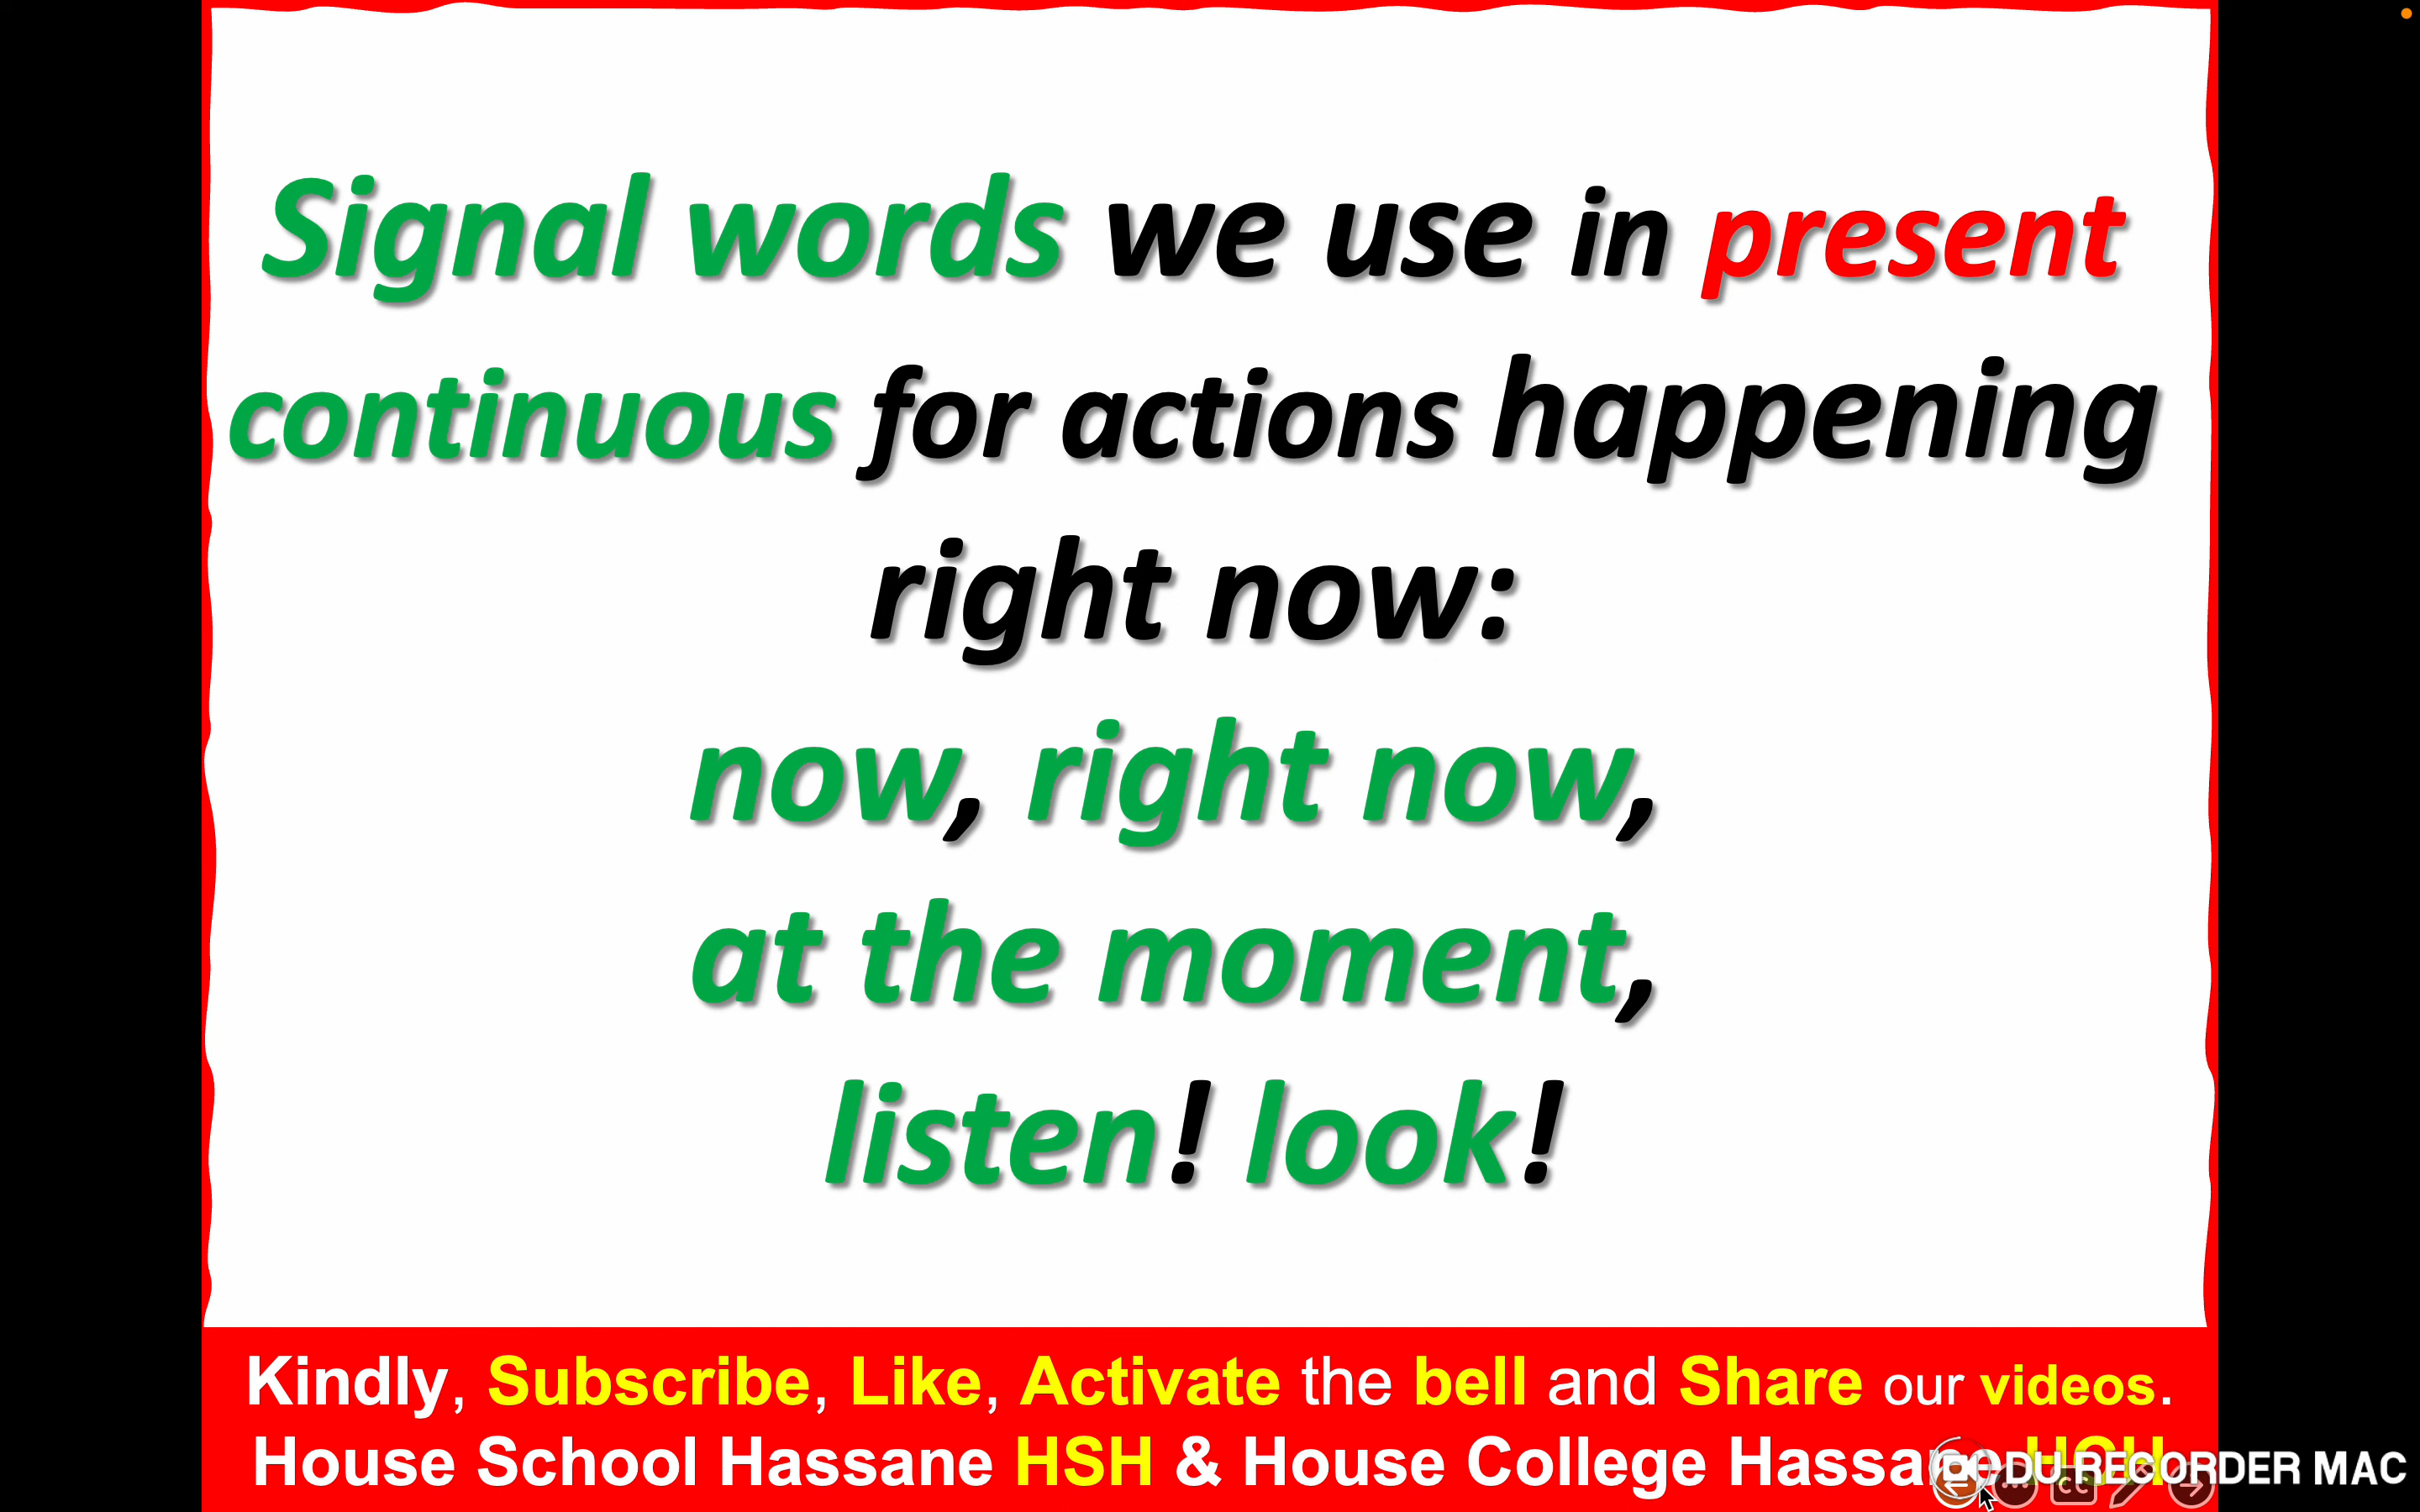 Signal words we use in present
continuous for actions happening
right now:
now, right now,
at the moment,
listen! look!
Kindly, Subscribe, Like, Activate the bell and Share our videos.
House School Hassane HSH & House College Hassane
DU RECORDER MAC